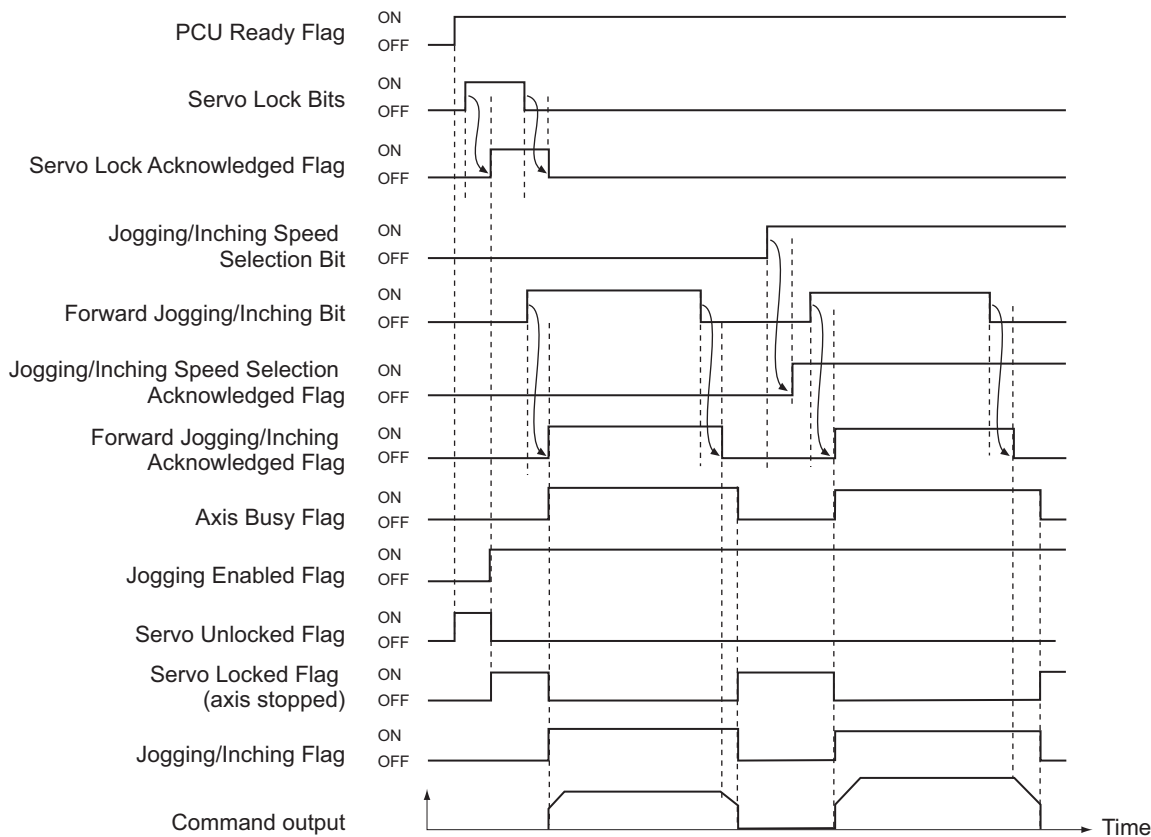 ON
PCU Ready Flag
OFF
ON
Servo Lock Bits
OFF
ON
Servo Lock Acknowledged Flag
OFF
Jogging/Inching Speed
Selection Bit
ON
OFF
ON
Forward Jogging/Inching Bit
OFF
Jogging/Inching Speed Selection
Acknowledged Flag
ON
OFF
Forward Jogging/Inching
Acknowledged Flag
ON
OFF
ON
Axis Busy Flag
OFF
ON
Jogging Enabled Flag
OFF
ON
Servo Unlocked Flag
OFF
Servo Locked Flag
(axis stopped)
ON
OFF
ON
Jogging/Inching Flag
OFF
Command output
Time